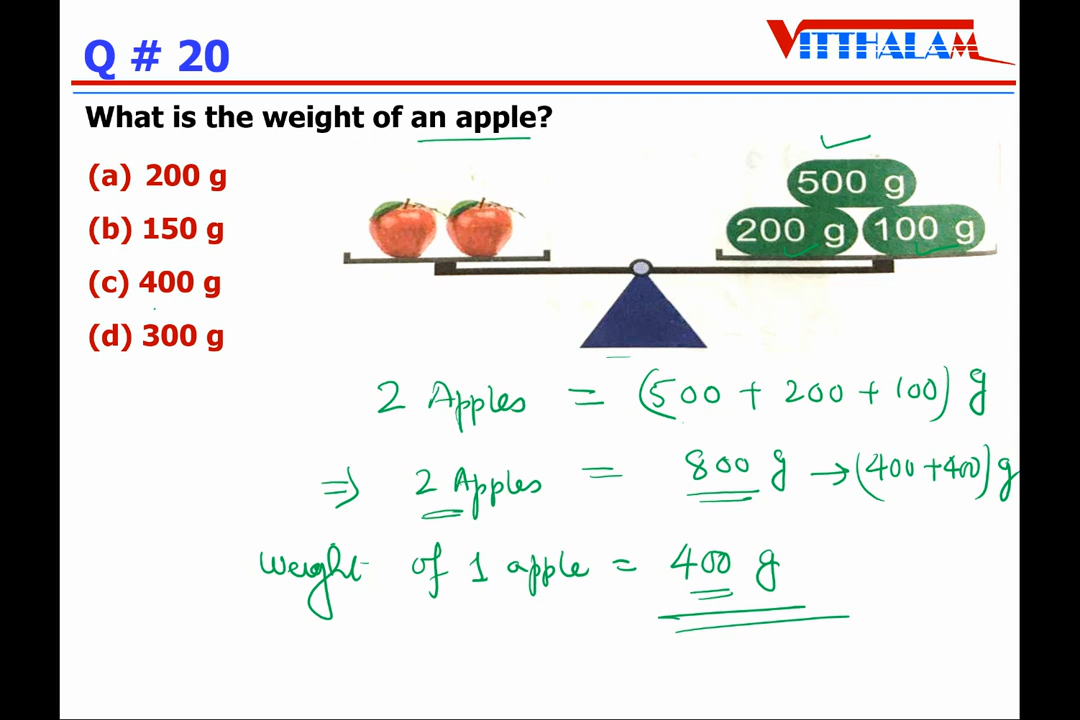 Q # 20
VITTHALAM
What is the weight of an apple?
(a) 200 g
(b) 150 g
(c) 400 g
(d) 300 g
500 g
200 g 100 g
2 Apples = (500 + 200 + 100) g
⇒ 2 Apples = 800 g → (400 + 400) g
Weight of 1 apple = 400 g